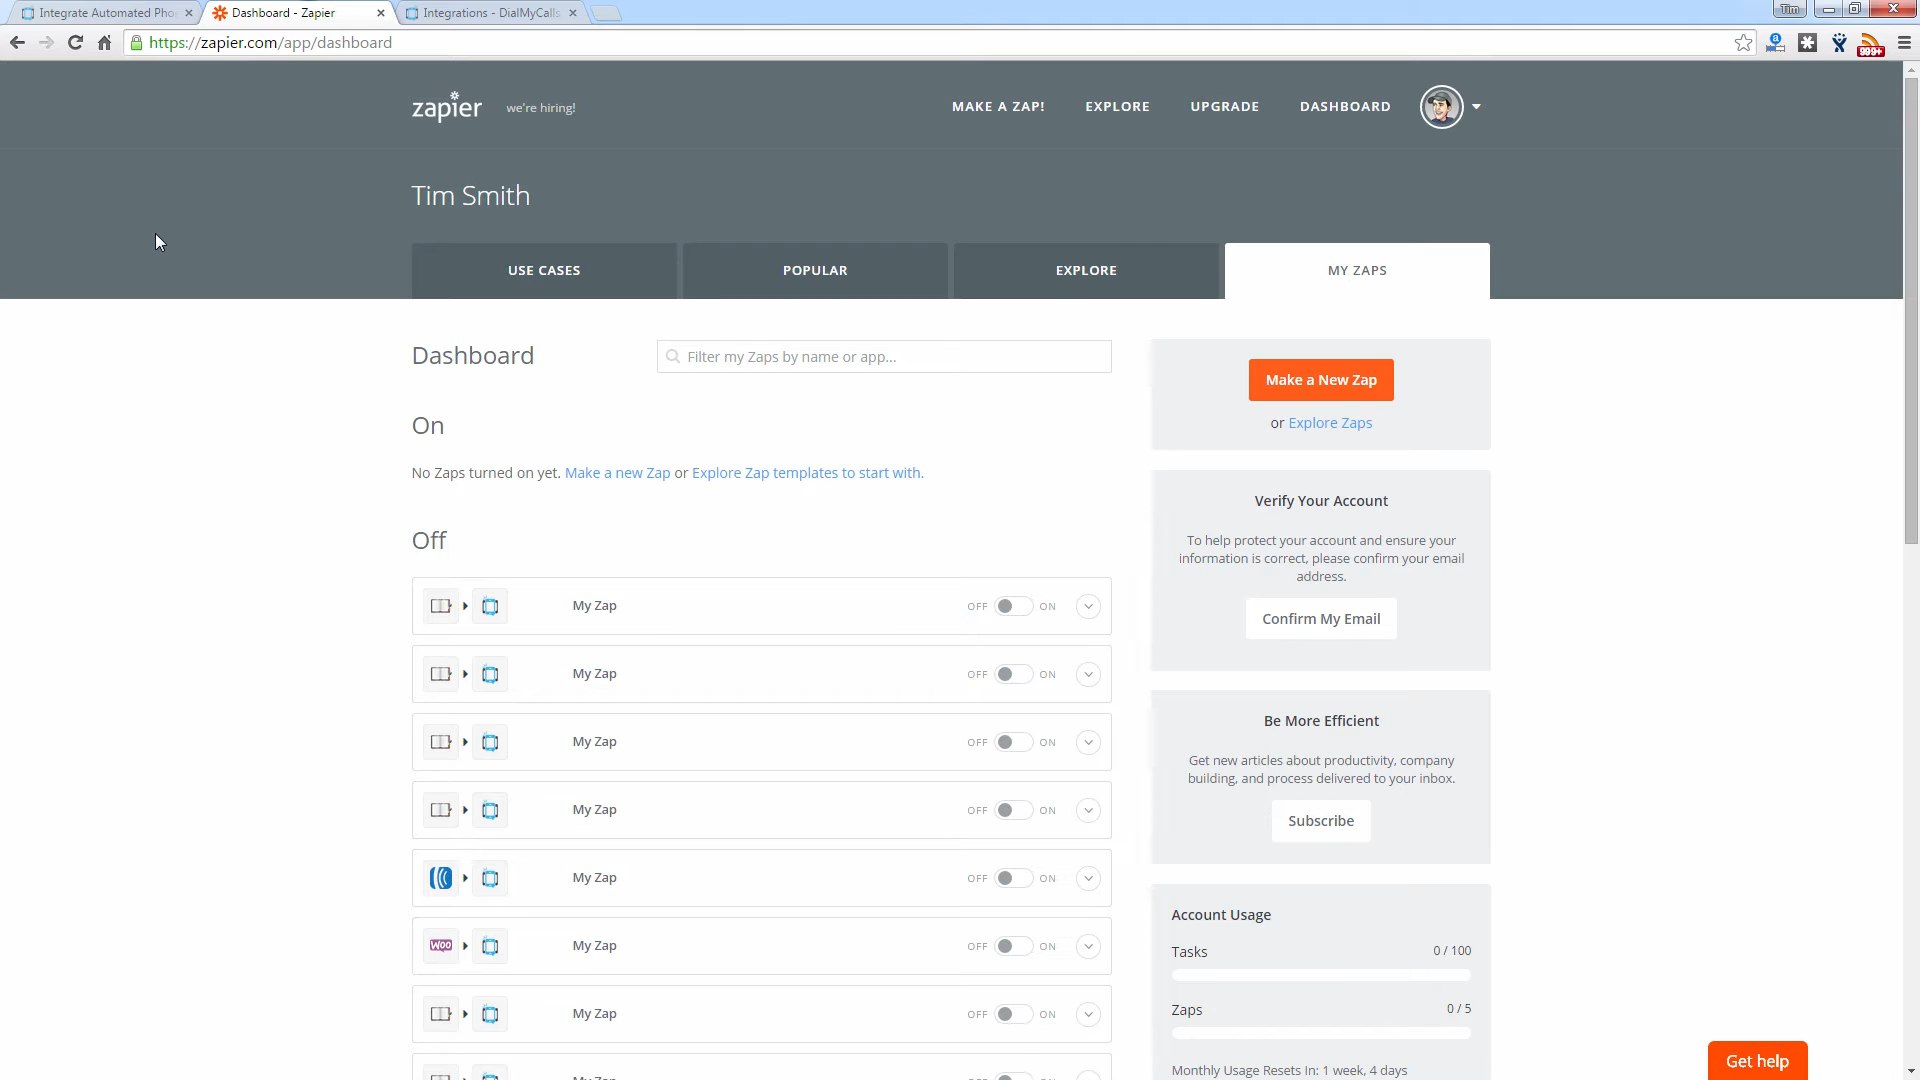 Integrate Automated Pho
Dashboard - Zapier
Integrations - DialMyCalls
Tim
https://zapier.com/app/dashboard
999+
zapier
we're hiring!
MAKE A ZAP!
EXPLORE
UPGRADE
DASHBOARD
Tim Smith
USE CASES
POPULAR
EXPLORE
MY ZAPS
Dashboard
Filter my Zaps by name or app...
Make a New Zap
or Explore Zaps
On
No Zaps turned on yet. Make a new Zap or Explore Zap templates to start with.
Verify Your Account
To help protect your account and ensure your
information is correct, please confirm your email
address.
Confirm My Email
Off
My Zap OFF ON
My Zap OFF ON
My Zap OFF ON
My Zap OFF ON
My Zap OFF ON
WOO My Zap OFF ON
My Zap OFF ON
Be More Efficient
Get new articles about productivity, company
building, and process delivered to your inbox.
Subscribe
Account Usage
Tasks 0 / 100
Zaps 0 / 5
Monthly Usage Resets In: 1 week, 4 days
Get help